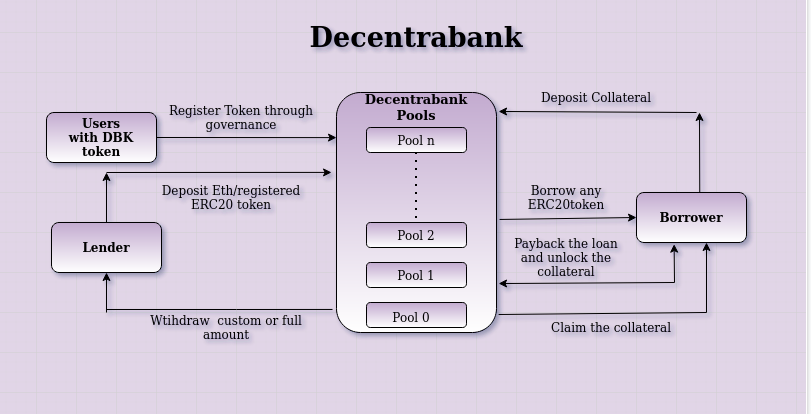 Decentrabank
Users
with DBK
token
Register Token through
governance
Decentrabank
Pools
Pool n
Deposit Collateral
Deposit Eth/registered
ERC20 token
Borrow any
ERC20token
Borrower
Lender
Pool 2
Payback the loan
and unlock the
collateral
Pool 1
Wtihdraw  custom or full
amount
Pool 0
Claim the collateral